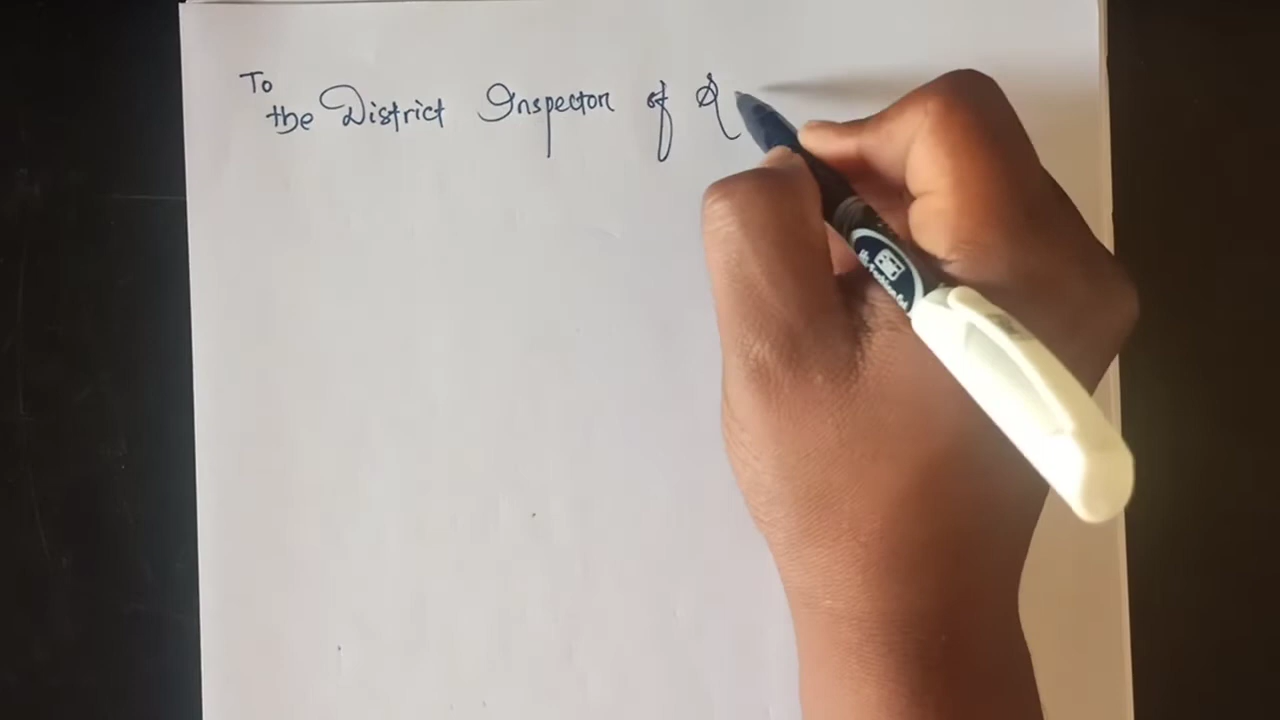 To
the District Inspector of